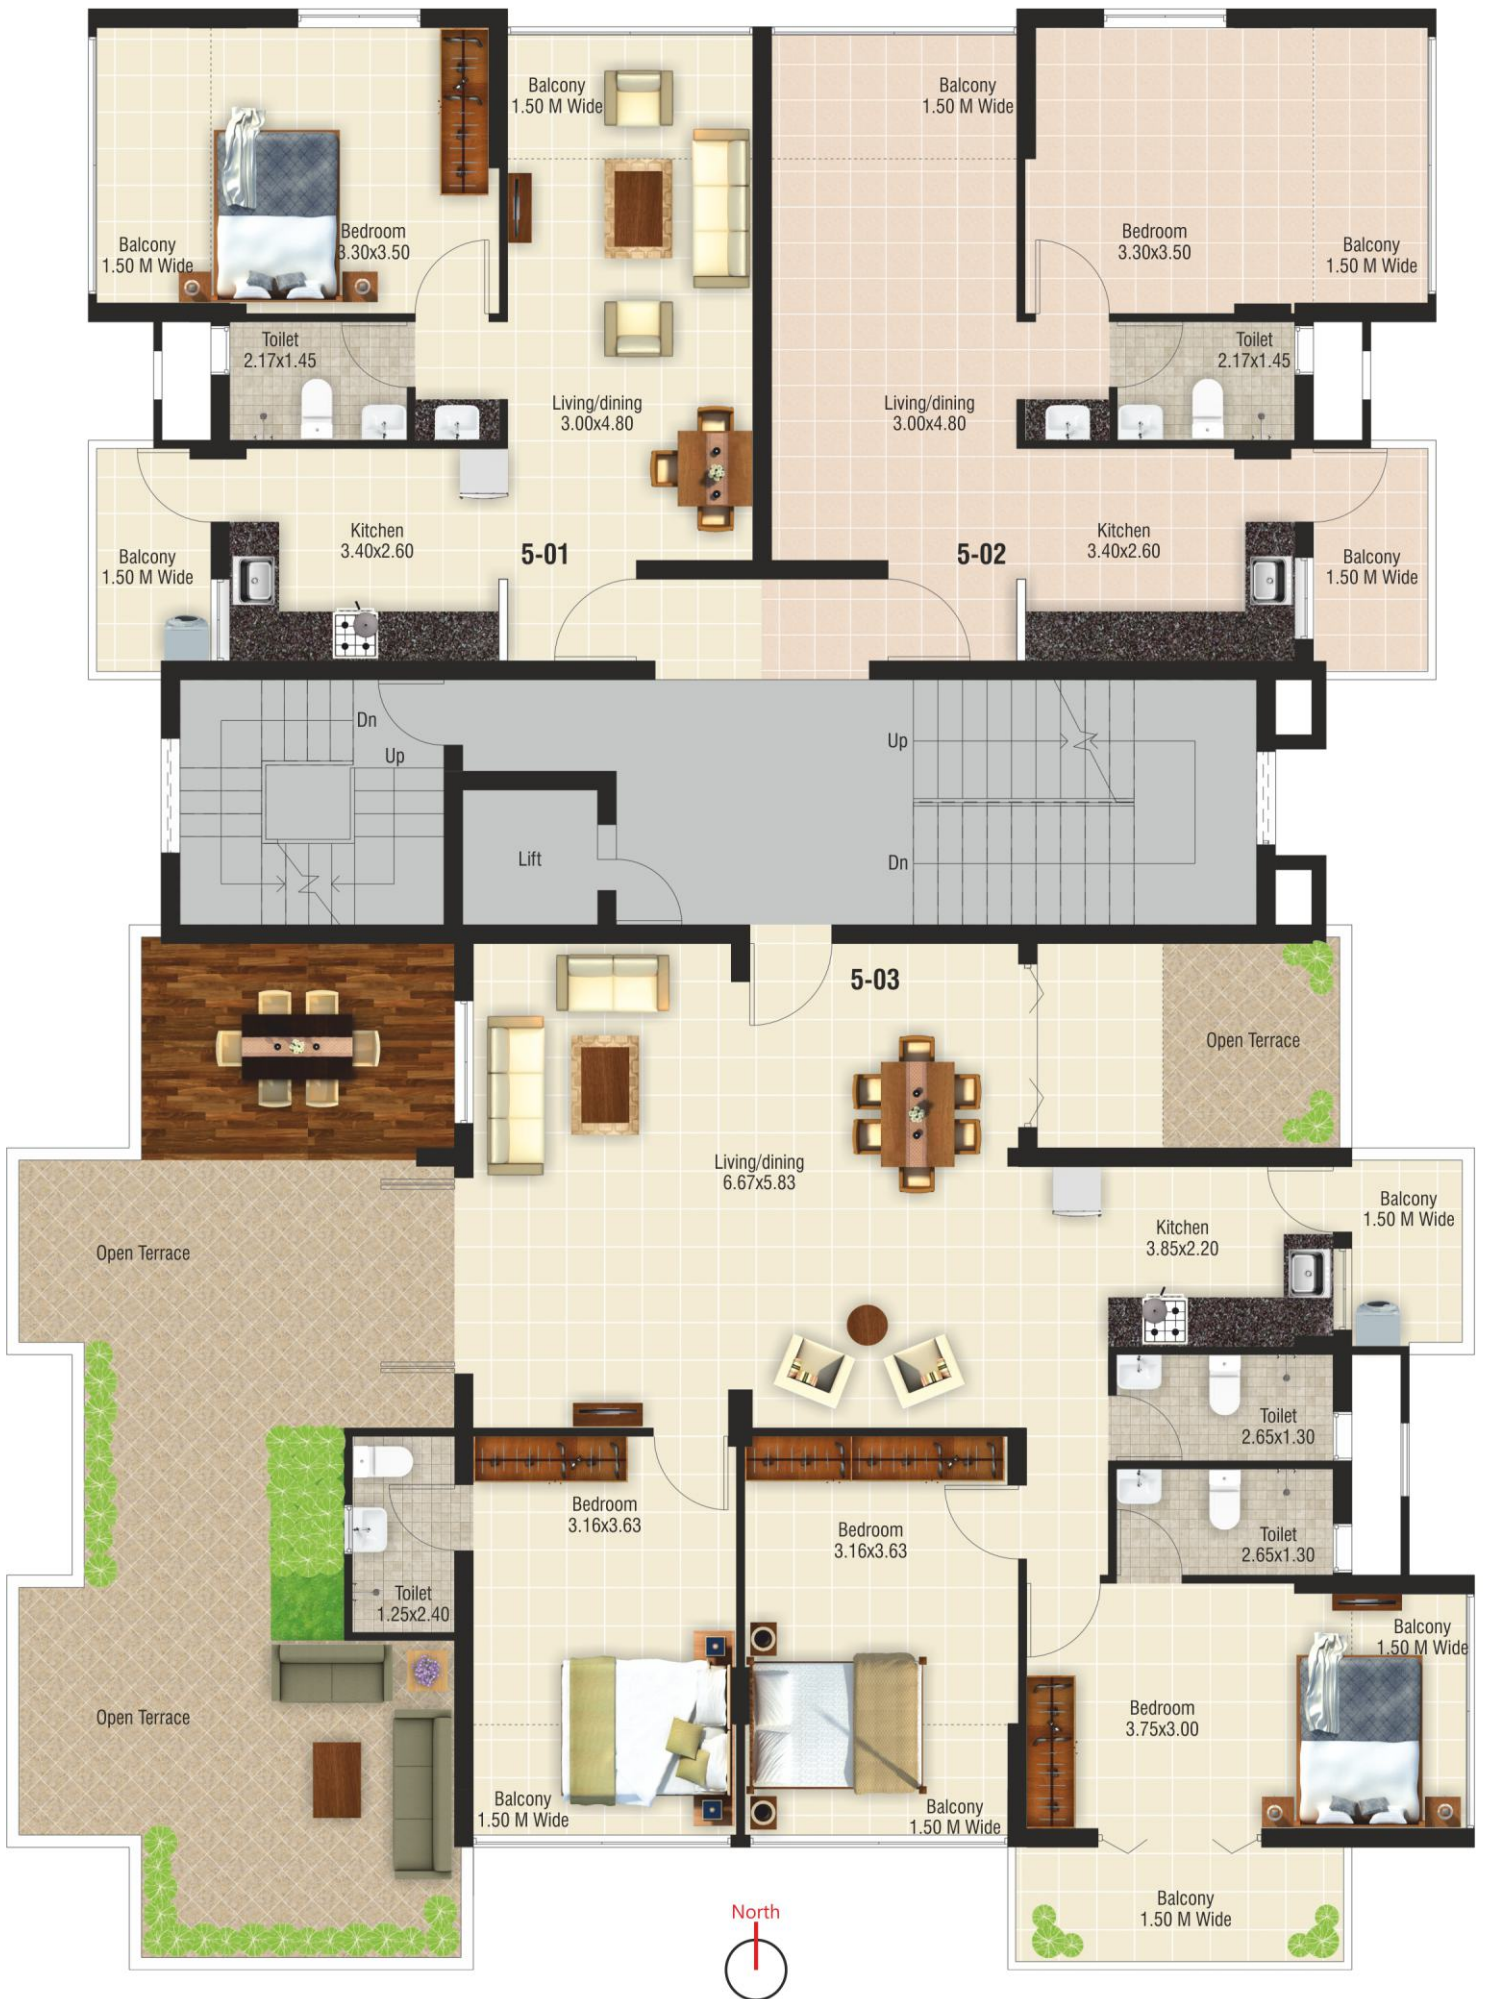 Balcony
1.50 M Wide
Balcony
1.50 M Wide
Bedroom
3.30x3.50
Balcony
1.50 M Wide
Bedroom
3.30x3.50
Balcony
1.50 M Wide
Toilet
2.17x1.45
Toilet
2.17x1.45
Living/dining
3.00x4.80
Living/dining
3.00x4.80
Kitchen
3.40x2.60
5-01
5-02
Kitchen
3.40x2.60
Balcony
1.50 M Wide
Balcony
1.50 M Wide
Dn
Up
Up
Lift
Dn
5-03
Open Terrace
Living/dining
6.67x5.83
Balcony
1.50 M Wide
Kitchen
3.85x2.20
Open Terrace
Toilet
2.65x1.30
Bedroom
3.16x3.63
Bedroom
3.16x3.63
Toilet
2.65x1.30
Toilet
1.25x2.40
Balcony
1.50 M Wide
Open Terrace
Bedroom
3.75x3.00
Balcony
1.50 M Wide
Balcony
1.50 M Wide
Balcony
1.50 M Wide
North